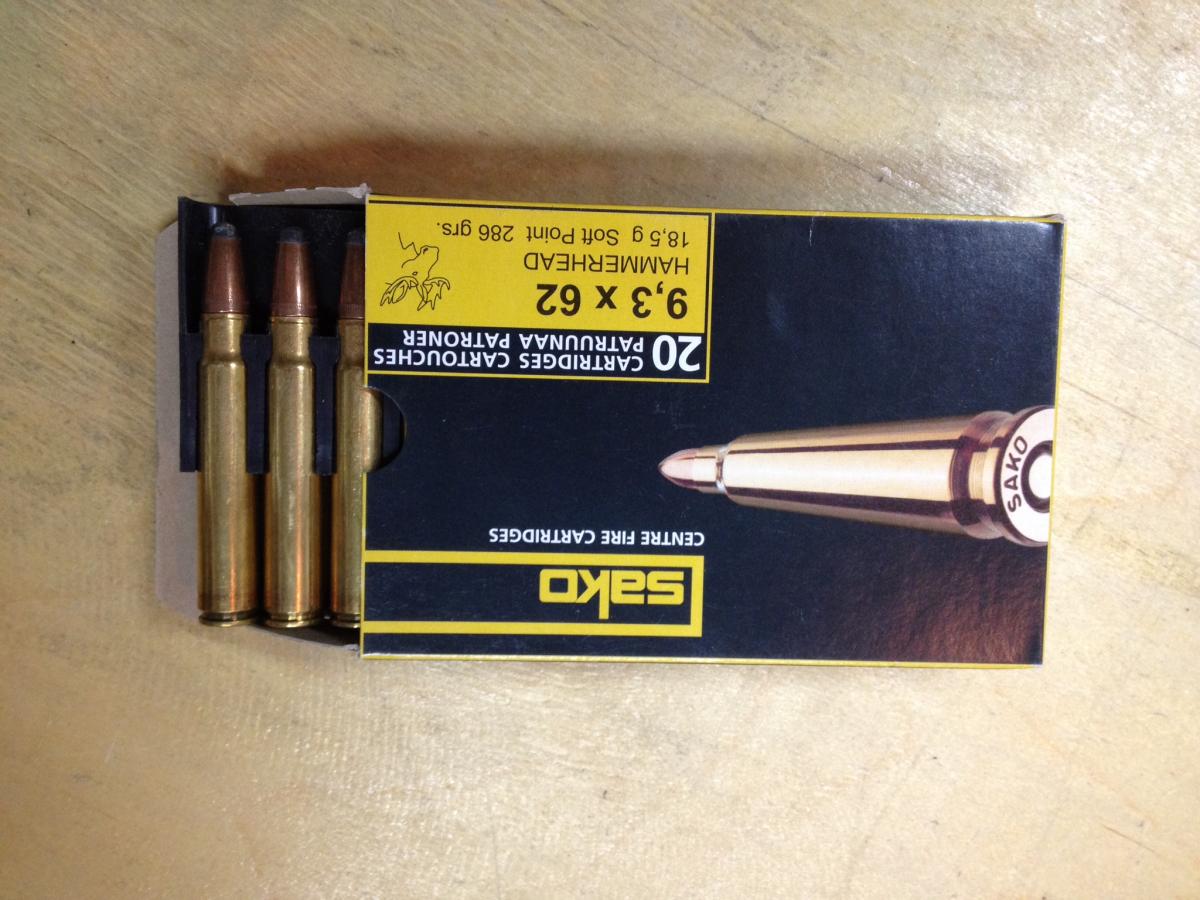 sako
CENTRE FIRE CARTRIDGES
SAKO
20 CARTRIDGES CARTOUCHES
PATRUUNAA PATRONER
9,3 x 62
HAMMERHEAD
18,5 g Soft Point 286 grs.